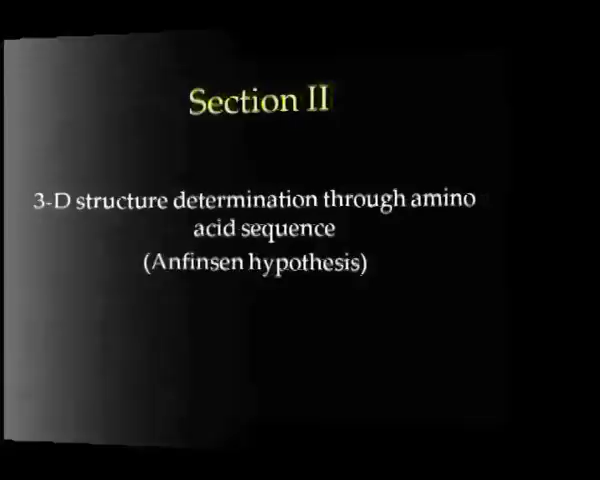 Section II
3-D structure determination through amino
acid sequence
(Anfinsen hypothesis)